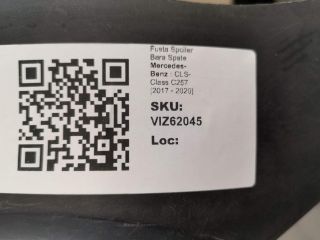 Fusta Spoiler
Bara Spate
Mercedes-
Benz : CLS-
Class C257
[2017 - 2020]
SKU:
VIZ62045
Loc: